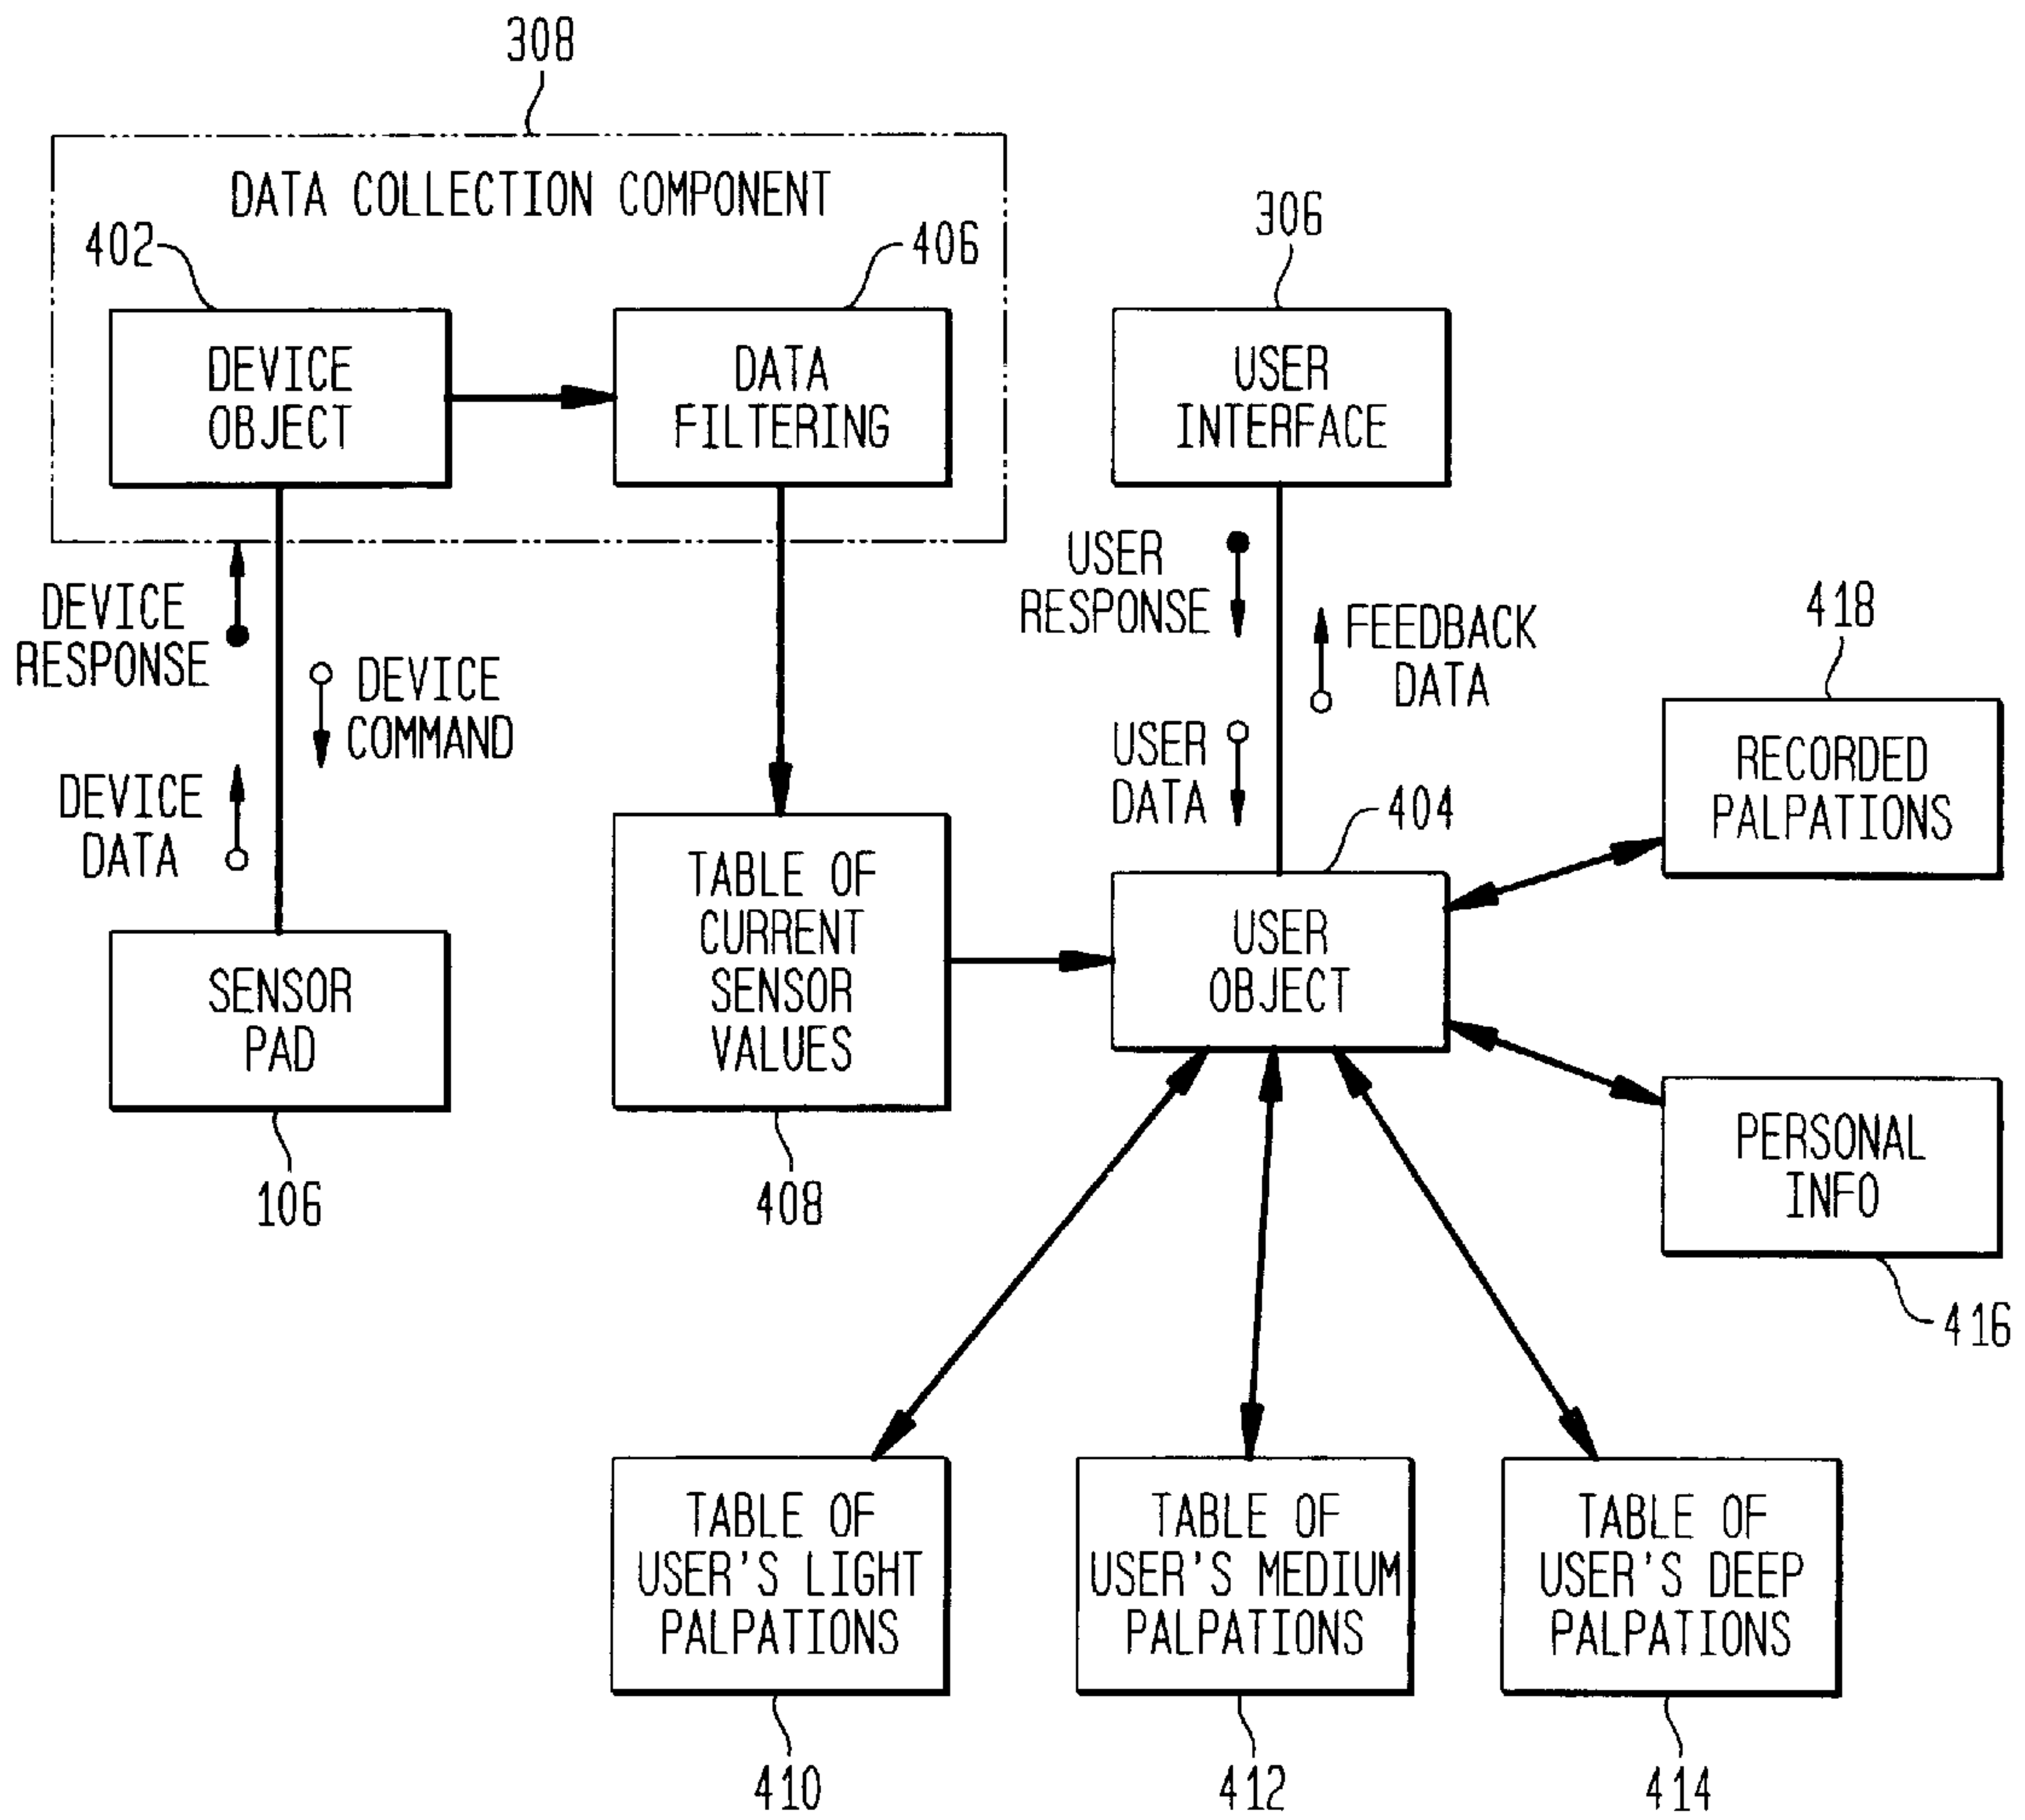 308
DATA COLLECTION COMPONENT
402
406
306
DEVICE
OBJECT
DATA
FILTERING
USER
INTERFACE
DEVICE
RESPONSE
DEVICE
COMMAND
DEVICE
DATA
USER
RESPONSE
FEEDBACK
DATA
USER
DATA
418
RECORDED
PALPATIONS
404
SENSOR
PAD
106
TABLE OF
CURRENT
SENSOR
VALUES
408
USER
OBJECT
PERSONAL
INFO
416
TABLE OF
USER'S LIGHT
PALPATIONS
410
TABLE OF
USER'S MEDIUM
PALPATIONS
412
TABLE OF
USER'S DEEP
PALPATIONS
414